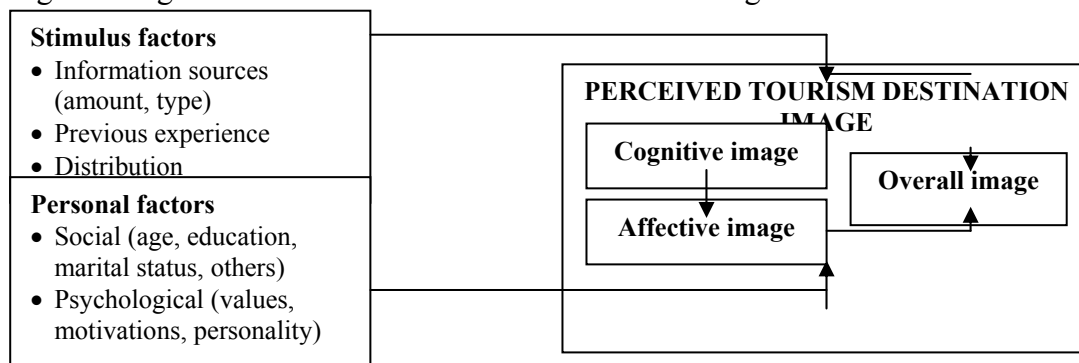 Stimulus factors
• Information sources
(amount, type)
• Previous experience
• Distribution
Personal factors
• Social (age, education,
marital status, others)
• Psychological (values,
motivations, personality)
PERCEIVED TOURISM DESTINATION
IMAGE
Cognitive image
Affective image
Overall image